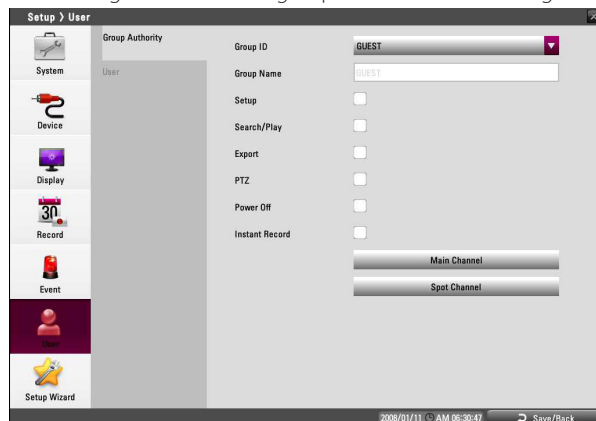 Setup > User
System
Device
Display
30
Record
Event
User
Setup Wizard
Group Authority
User
Group ID
GUEST
Group Name
GUEST
Setup
Search/Play
Export
PTZ
Power Off
Instant Record
Main Channel
Spot Channel
2008/01/11 AM 06:30:47
Save/Back